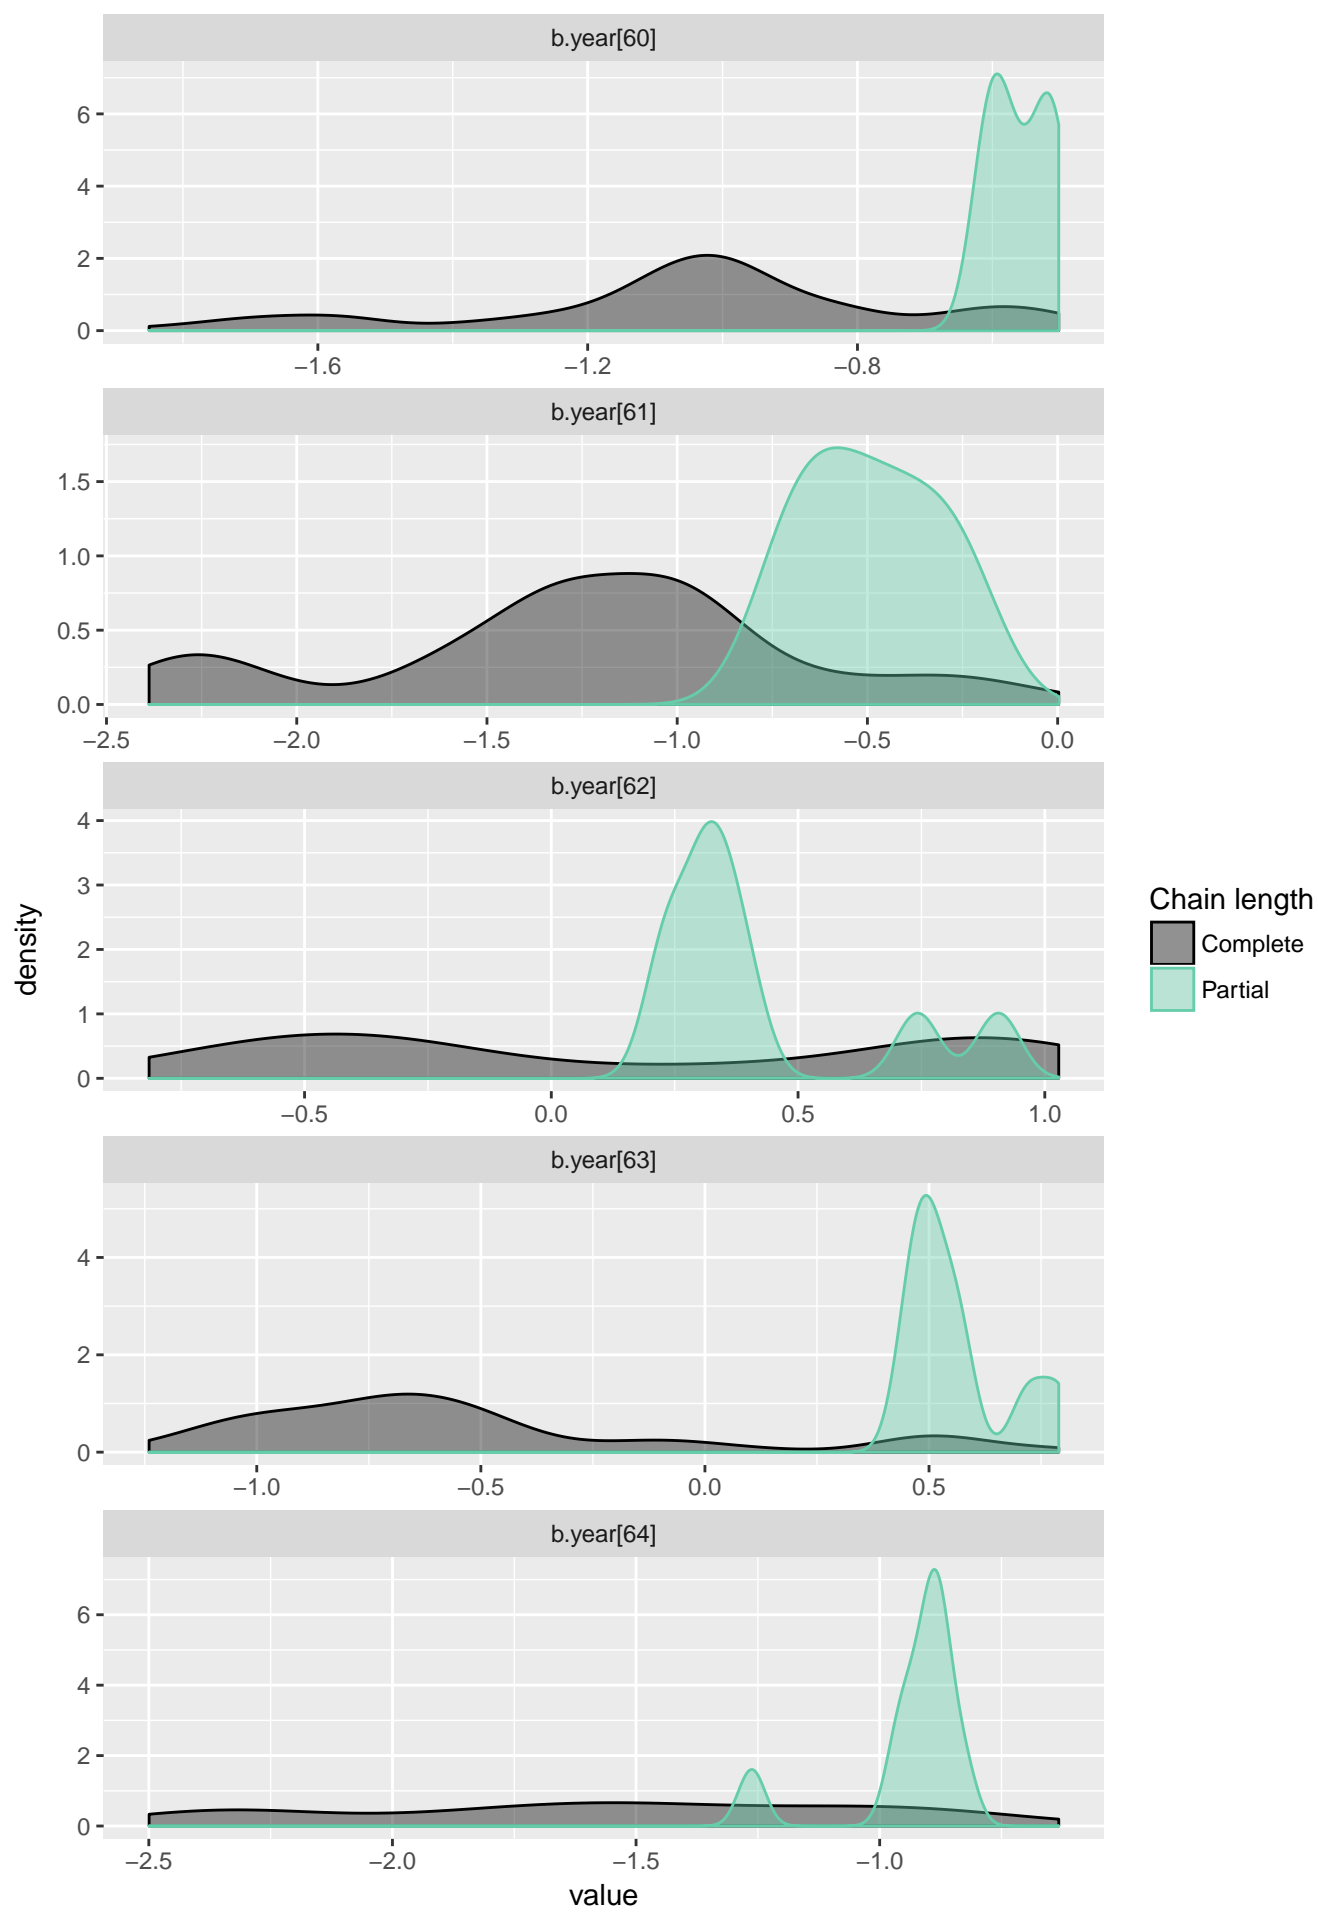 b.year[60]
6
4
2
0
−1.6 −1.2 −0.8
b.year[61]
1.5
1.0
0.5
0.0
−2.5 −2.0 −1.5 −1.0 −0.5 0.0
b.year[62]
4
3
2
1
0
−0.5 0.0 0.5 1.0
b.year[63]
4
2
0
−1.0 −0.5 0.0 0.5
b.year[64]
6
4
2
0
−2.5 −2.0 −1.5 −1.0
value
density
Chain length
Complete
Partial